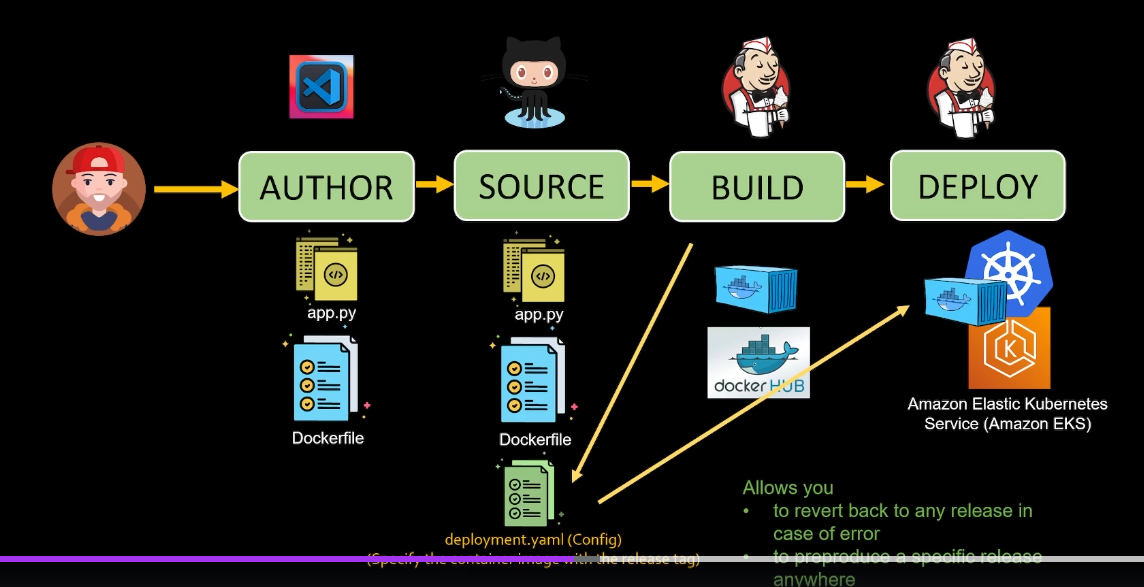 AUTHOR
SOURCE
BUILD
DEPLOY
app.py
app.py
Dockerfile
Dockerfile
docker HUB
K
Amazon Elastic Kubernetes
Service (Amazon EKS)
deployment.yaml (Config)
(Specify the container image with the release tag)
Allows you
• to revert back to any release in
case of error
• to preproduce a specific release
anywhere